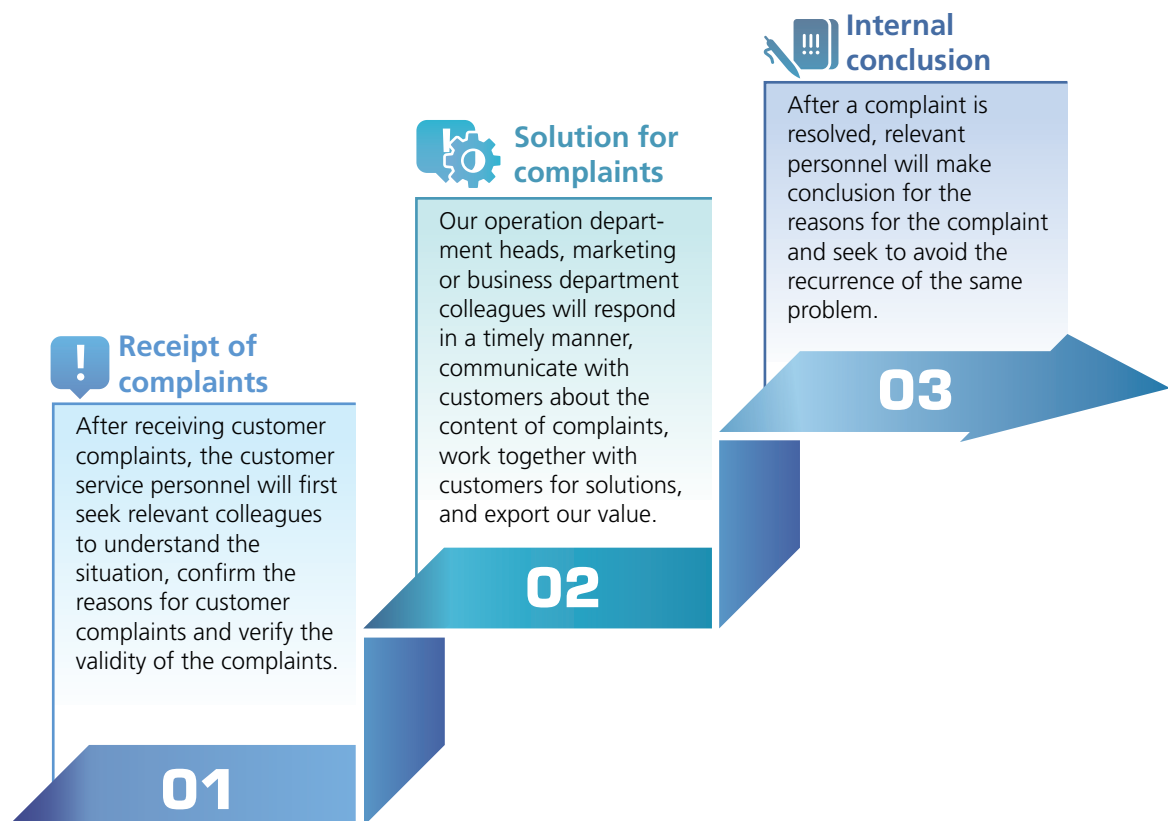 Receipt of
complaints
After receiving customer
complaints, the customer
service personnel will first
seek relevant colleagues
to understand the
situation, confirm the
reasons for customer
complaints and verify the
validity of the complaints.
01
Solution for
complaints
Our operation depart-
ment heads, marketing
or business department
colleagues will respond
in a timely manner,
communicate with
customers about the
content of complaints,
work together with
customers for solutions,
and export our value.
02
Internal
conclusion
After a complaint is
resolved, relevant
personnel will make
conclusion for the
reasons for the complaint
and seek to avoid the
recurrence of the same
problem.
03